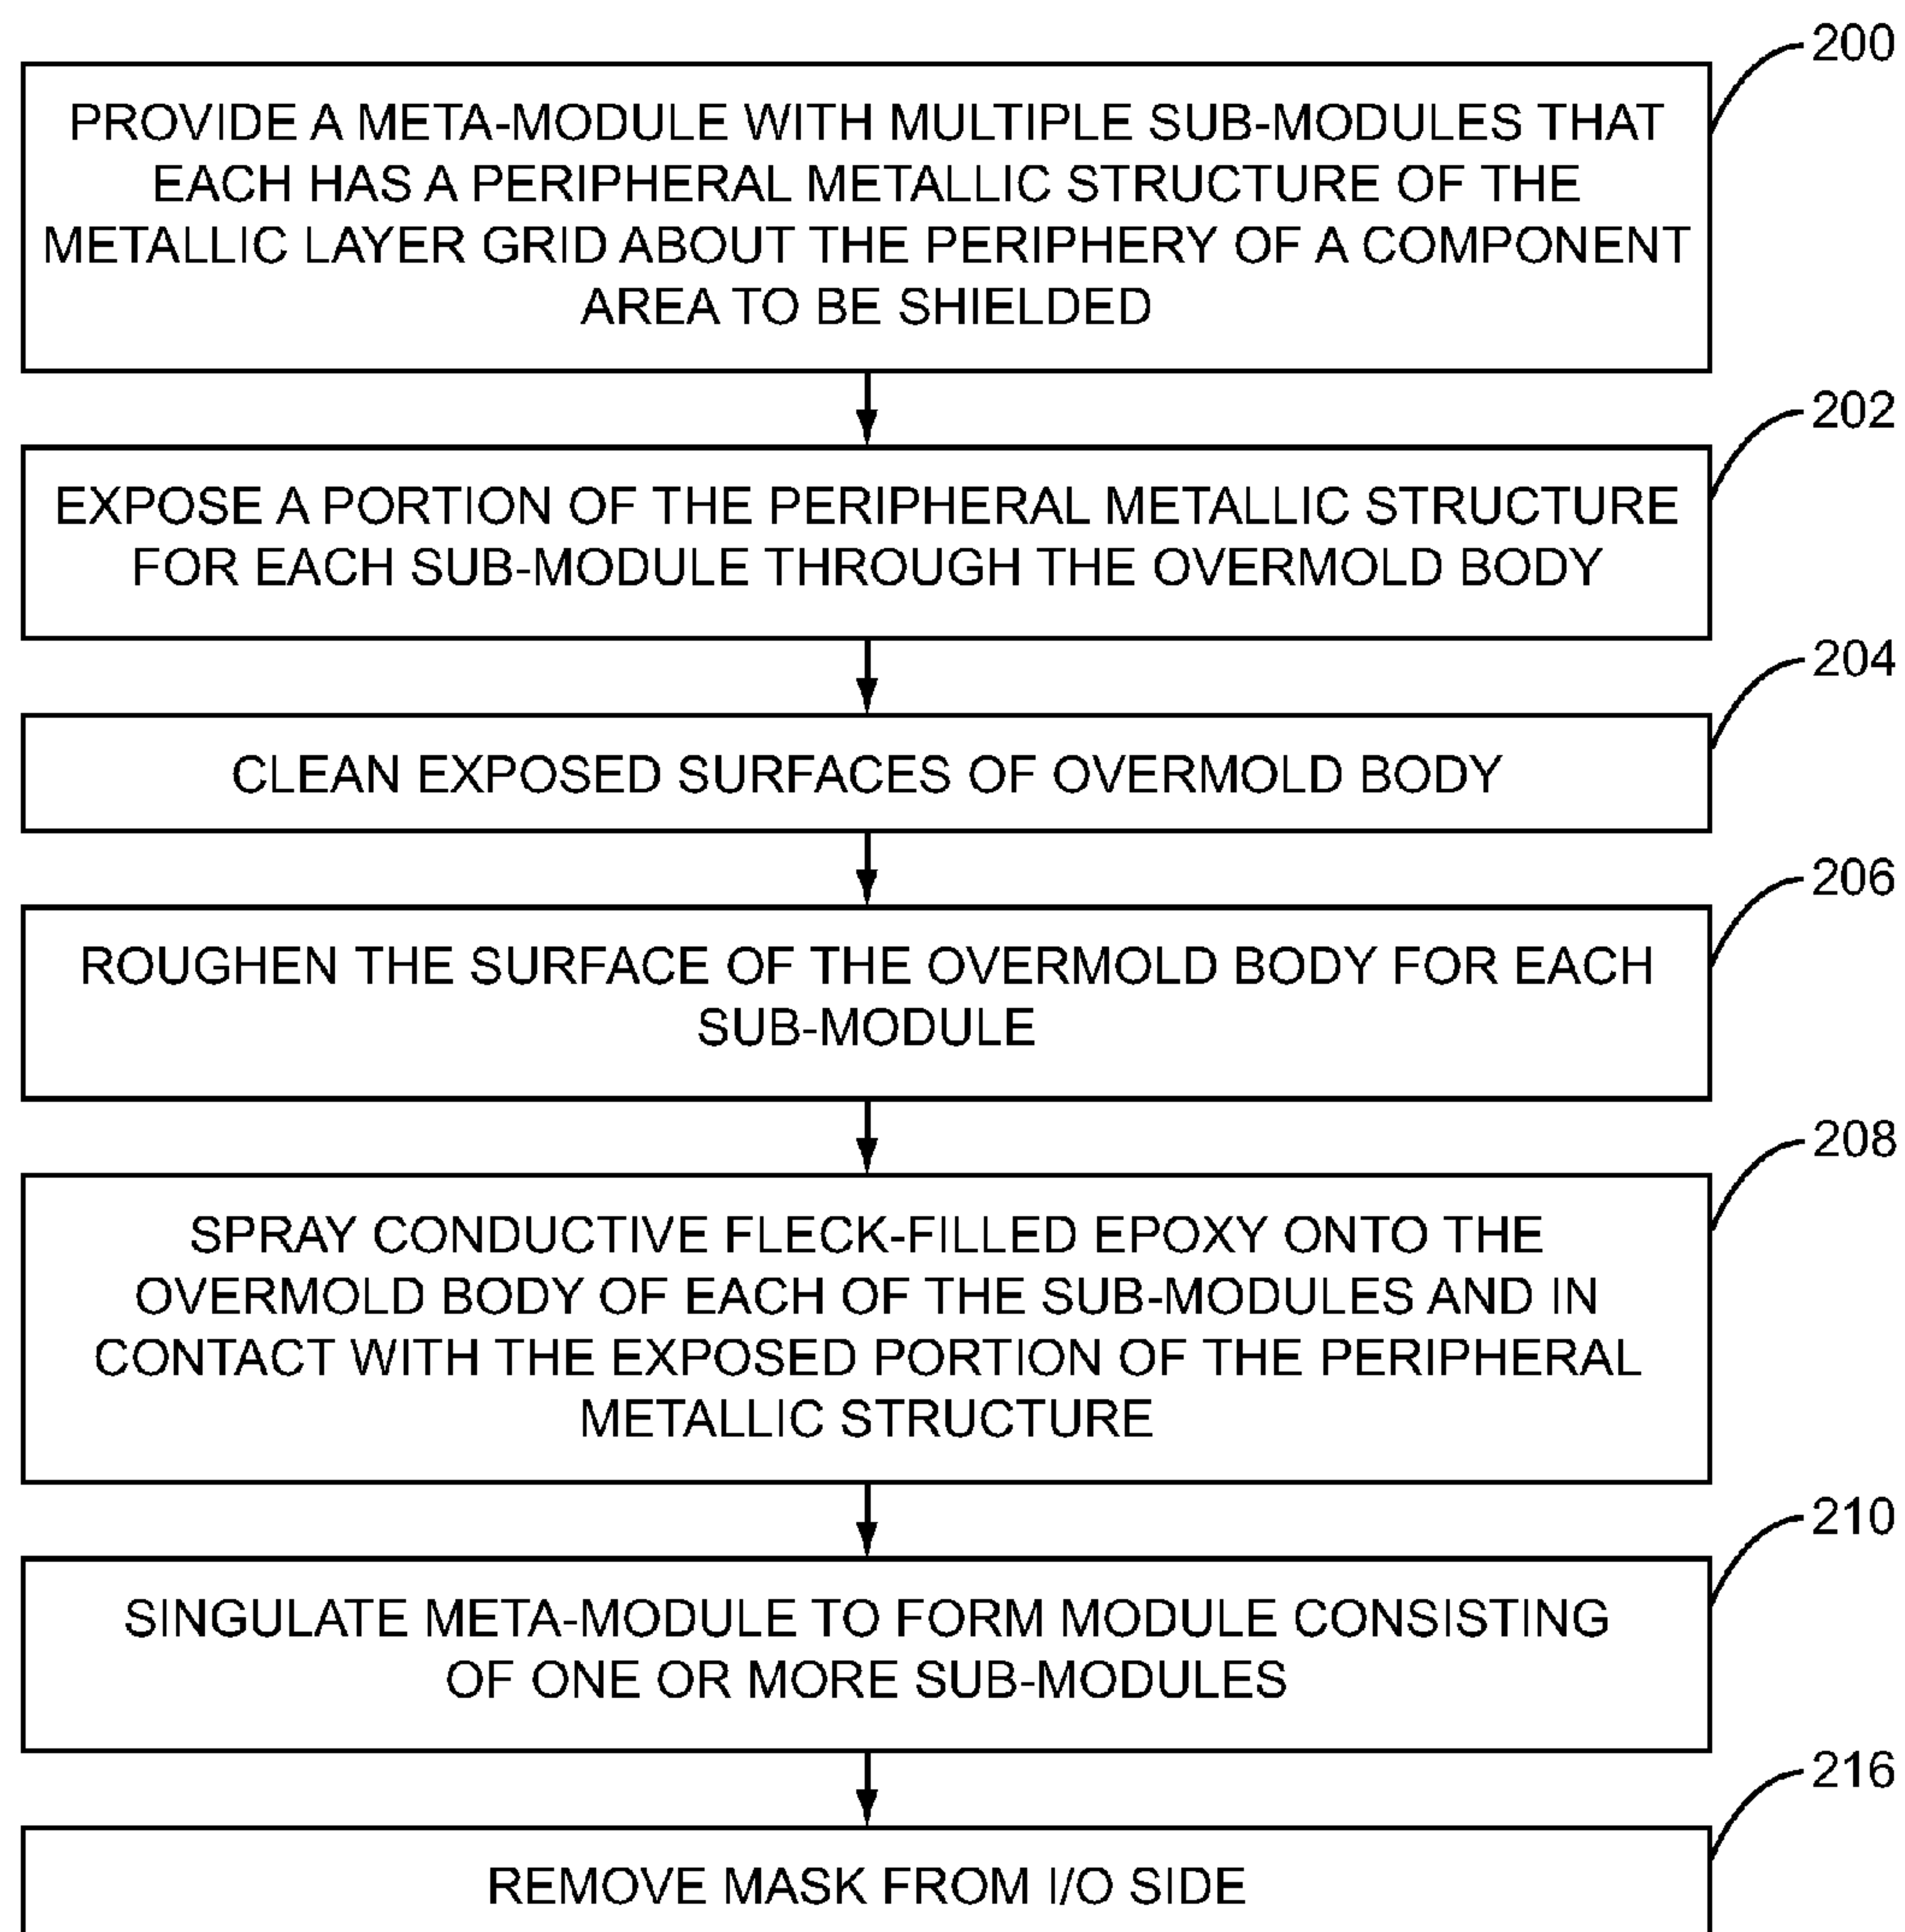 200
PROVIDE A META-MODULE WITH MULTIPLE SUB-MODULES THAT
EACH HAS A PERIPHERAL METALLIC STRUCTURE OF THE
METALLIC LAYER GRID ABOUT THE PERIPHERY OF A COMPONENT
AREA TO BE SHIELDED
202
EXPOSE A PORTION OF THE PERIPHERAL METALLIC STRUCTURE
FOR EACH SUB-MODULE THROUGH THE OVERMOLD BODY
204
CLEAN EXPOSED SURFACES OF OVERMOLD BODY
206
ROUGHEN THE SURFACE OF THE OVERMOLD BODY FOR EACH
SUB-MODULE
208
SPRAY CONDUCTIVE FLECK-FILLED EPOXY ONTO THE
OVERMOLD BODY OF EACH OF THE SUB-MODULES AND IN
CONTACT WITH THE EXPOSED PORTION OF THE PERIPHERAL
METALLIC STRUCTURE
210
SINGULATE META-MODULE TO FORM MODULE CONSISTING
OF ONE OR MORE SUB-MODULES
216
REMOVE MASK FROM I/O SIDE